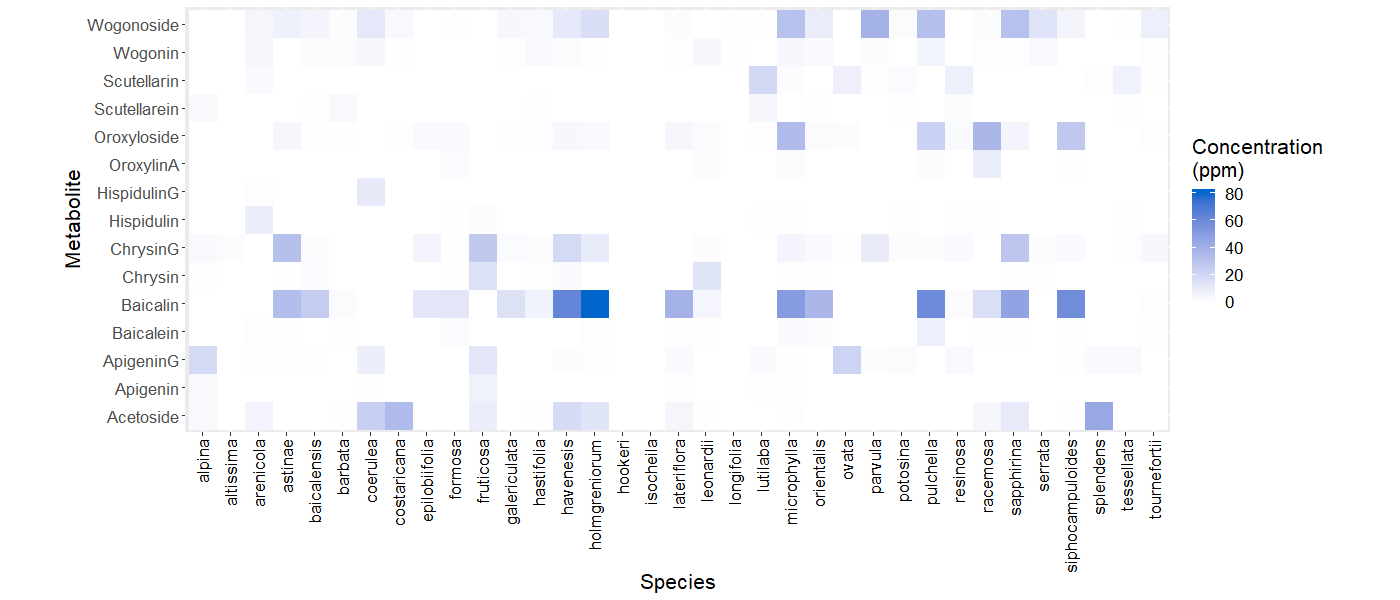 Metabolite
Wogonoside
Wogonin
Scutellarin
Scutellarein
Oroxyloside
OroxylinA
HispidulinG
Hispidulin
ChrysinG
Chrysin
Baicalin
Baicalein
ApigeninG
Apigenin
Acetoside
alpina
altissima
arenicola
astinae
baicalensis
barbata
coerulea
costaricana
epilobiifolia
formosa
fruticosa
galericulata
hastifolia
havenesis
holmgreniorum
hookeri
isocheila
lateriflora
leonardii
longifolia
lutilaba
microphylla
orientalis
ovata
parvula
potosina
pulchella
resinosa
racemosa
sapphirina
serrata
siphocampuloides
splendens
tessellata
tournefortii
Species
Concentration
(ppm)
80
60
40
20
0